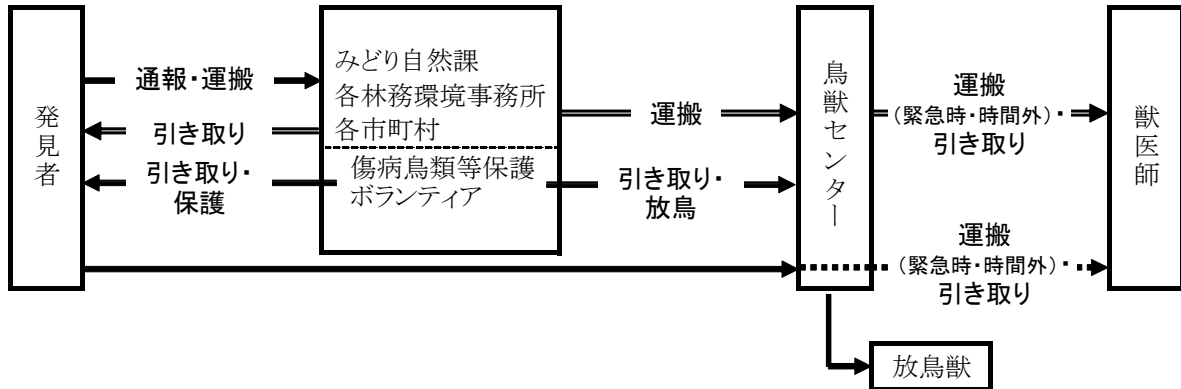 発見者
通報・運搬
引き取り
引き取り・
保護
みどり自然課
各林務環境事務所
各市町村
傷病鳥類等保護
ボランティア
運搬
引き取り・
放鳥
鳥獣センター
運搬
(緊急時・時間外)・
引き取り
運搬
(緊急時・時間外)・
引き取り
獣医師
放鳥獣